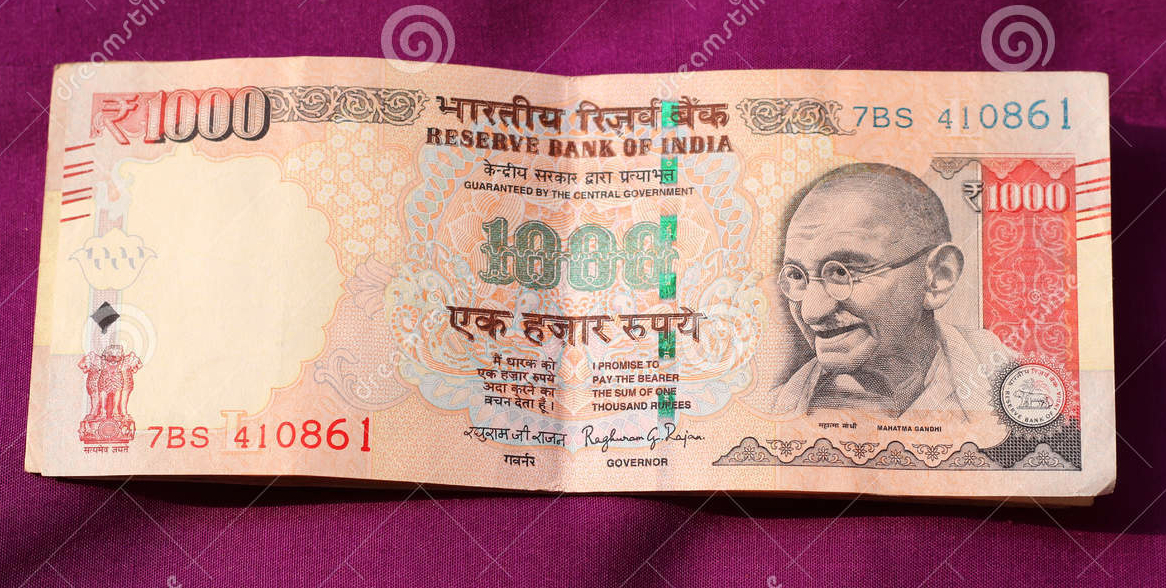 dreamstime
₹1000
भारतीय रिज़र्व बैंक
7BS 410861
RESERVE BANK OF INDIA
केन्द्रीय सरकार द्वारा प्रत्याभूत
GUARANTEED BY THE CENTRAL GOVERNMENT
₹1000
1000
एक हज़ार रुपये
मैं धारक को
एक हज़ार रुपये
अदा करने का
वचन देता हूँ।
I PROMISE TO
PAY THE BEARER
THE SUM OF ONE
THOUSAND RUPEES
7BS 410861
रघुराम जी राजन
Raghuram G. Rajan
गवर्नर
GOVERNOR
सत्यमेव जयते
महात्मा गांधी
MAHATMA GANDHI
भारतीय रिज़र्व बैंक
RESERVE BANK OF INDIA
L